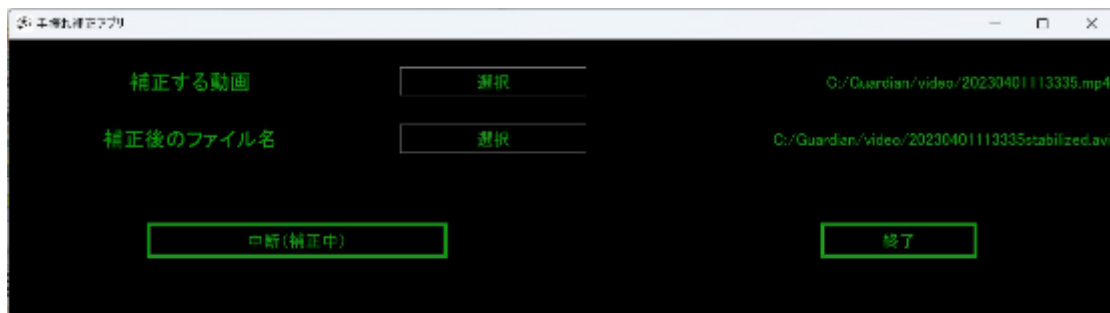 手振れ補正アプリ
補正する動画 選択 C:/Guardian/video/20230401113335.mp4
補正後のファイル名 選択 C:/Guardian/video/20230401113335stabilized.avi
中断(補正中) 終了